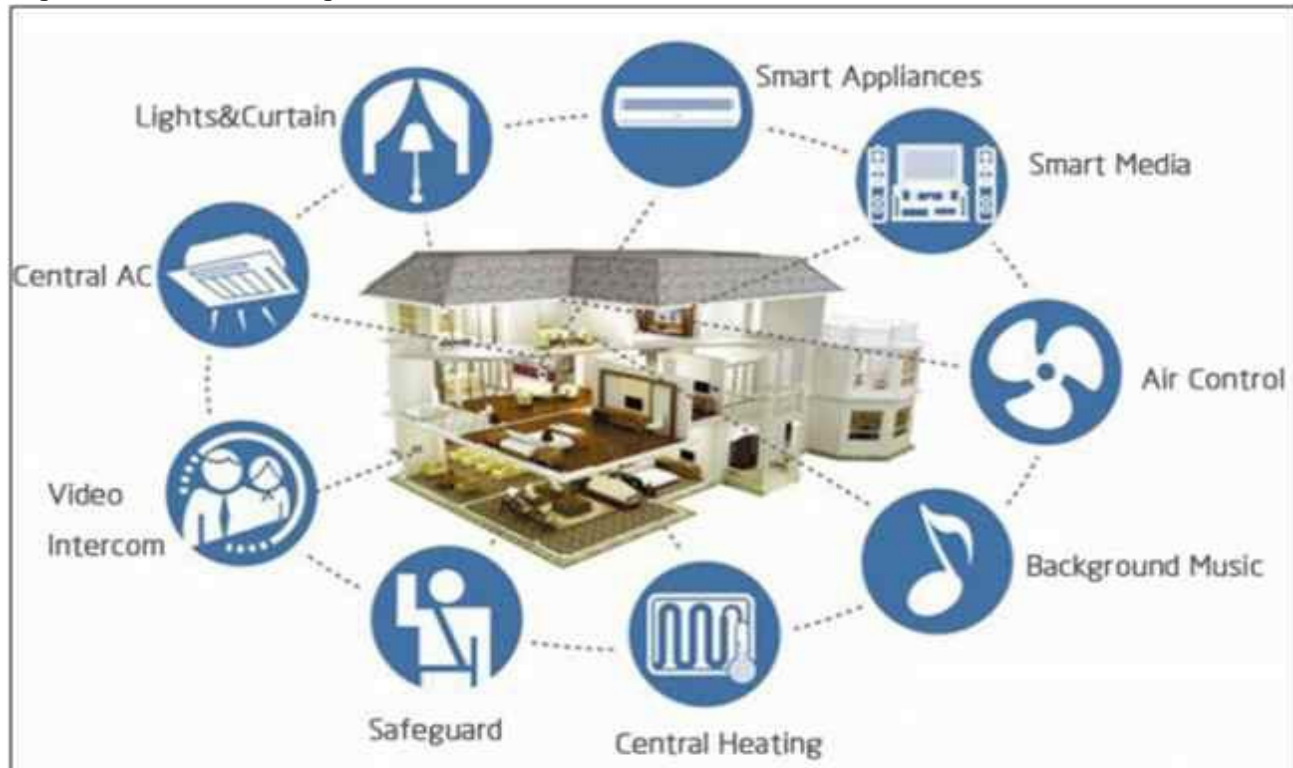 Smart Appliances
Lights&Curtain
Smart Media
Central AC
Air Control
Video
Intercom
Background Music
Safeguard
Central Heating